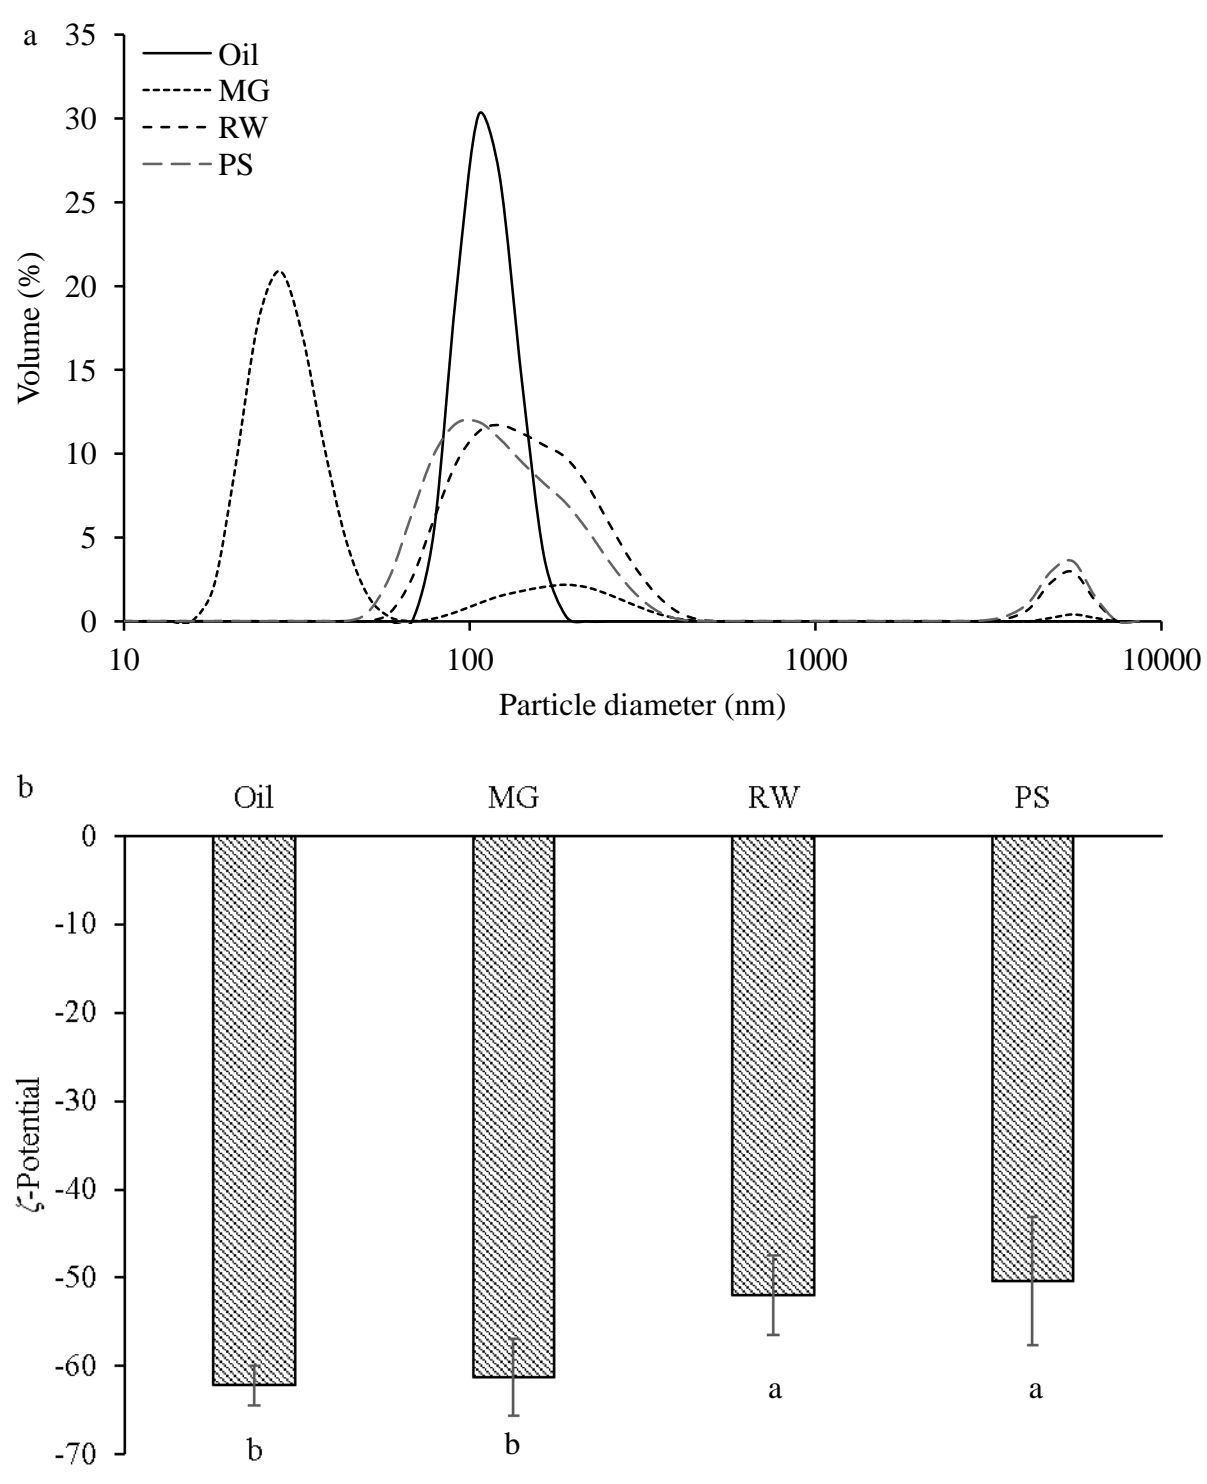 a
35
30
25
20
15
10
5
0
Oil
MG
RW
PS
Volume (%)
10 100 1000 10000
Particle diameter (nm)
b
Oil MG RW PS
0
-10
-20
-30
-40
-50
-60
-70
ζ-Potential
b b a a